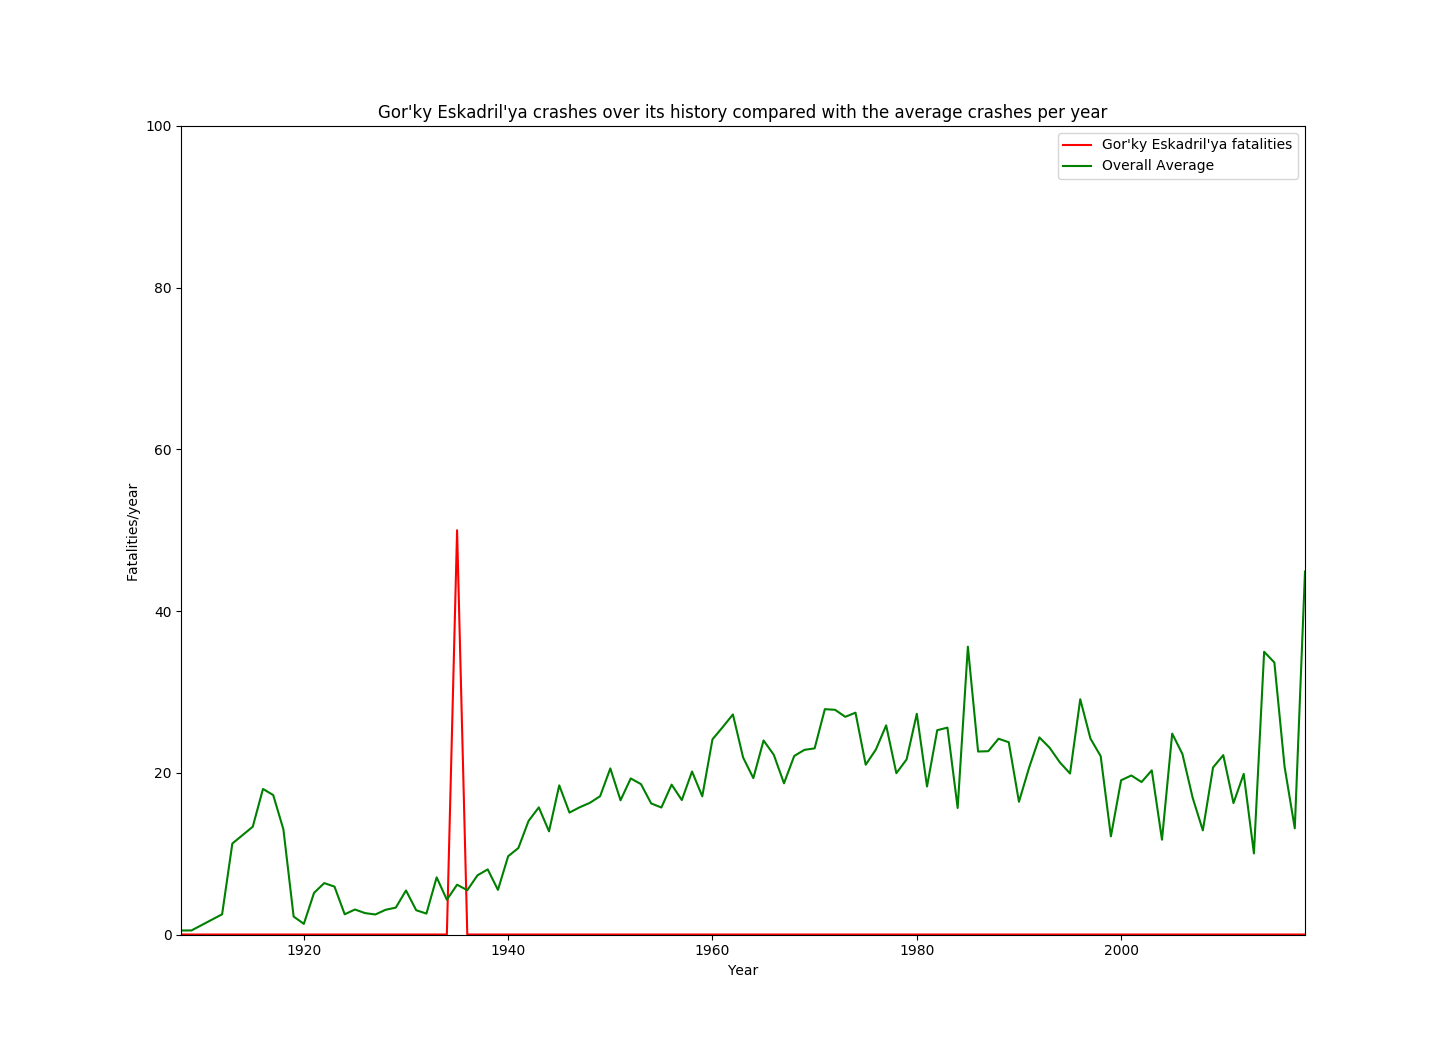 Gor'ky Eskadril'ya crashes over its history compared with the average crashes per year
100
Gor'ky Eskadril'ya fatalities
Overall Average
80
60
Fatalities/year
40
20
0
1920 1940 1960 1980 2000
Year